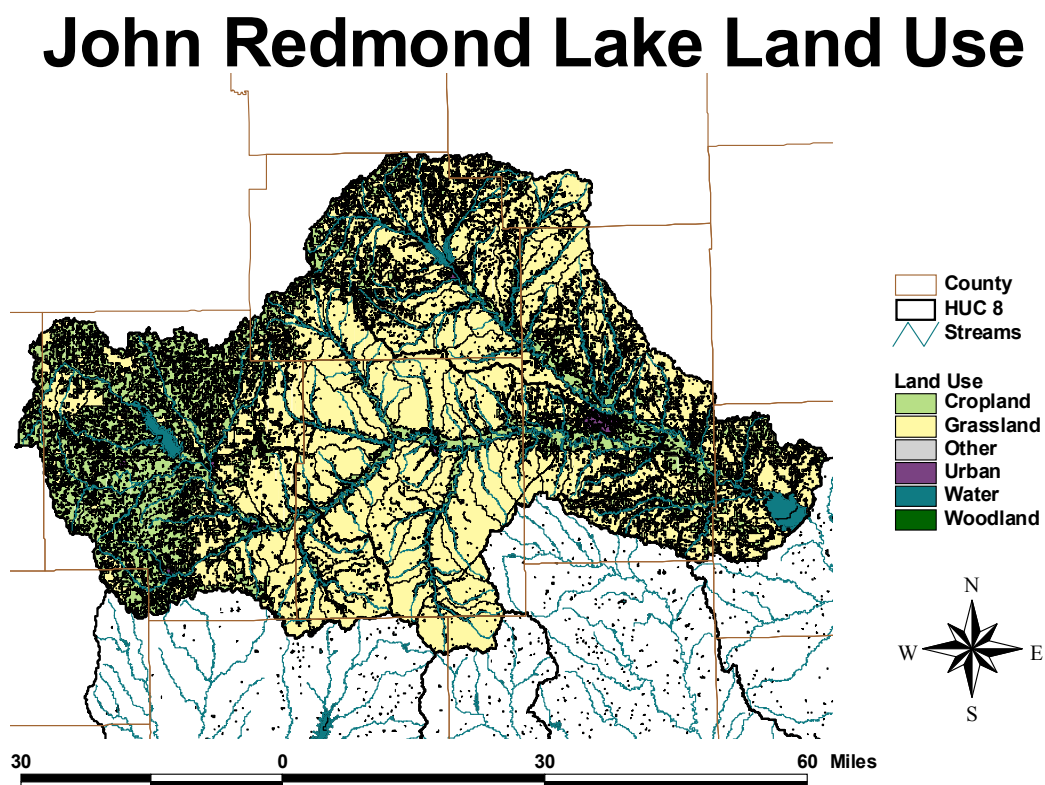 John Redmond Lake Land Use
County
HUC 8
Streams
Land Use
Cropland
Grassland
Other
Urban
Water
Woodland
N
W E
S
30 0 30 60 Miles